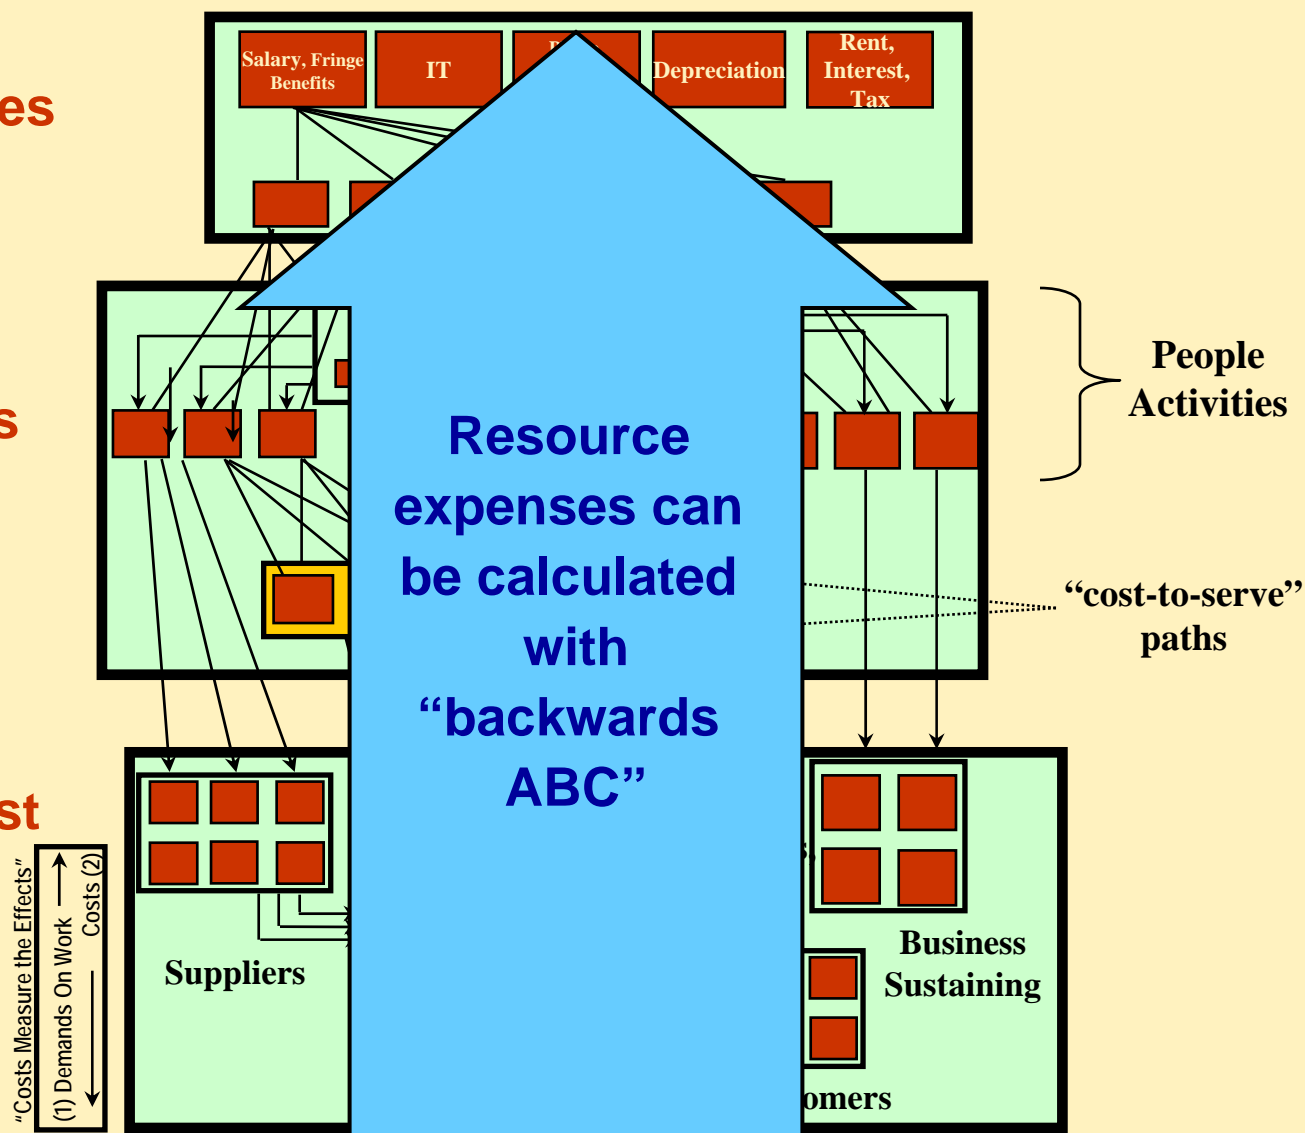 Salary, Fringe
Benefits
IT
Depreciation
Rent,
Interest,
Tax
es
s
People
Activities
Resource
expenses can
be calculated
with
“backwards
ABC”
“cost-to-serve”
paths
st
“Costs Measure the Effects”
(1) Demands On Work
Costs (2)
Suppliers
Business
Sustaining
omers